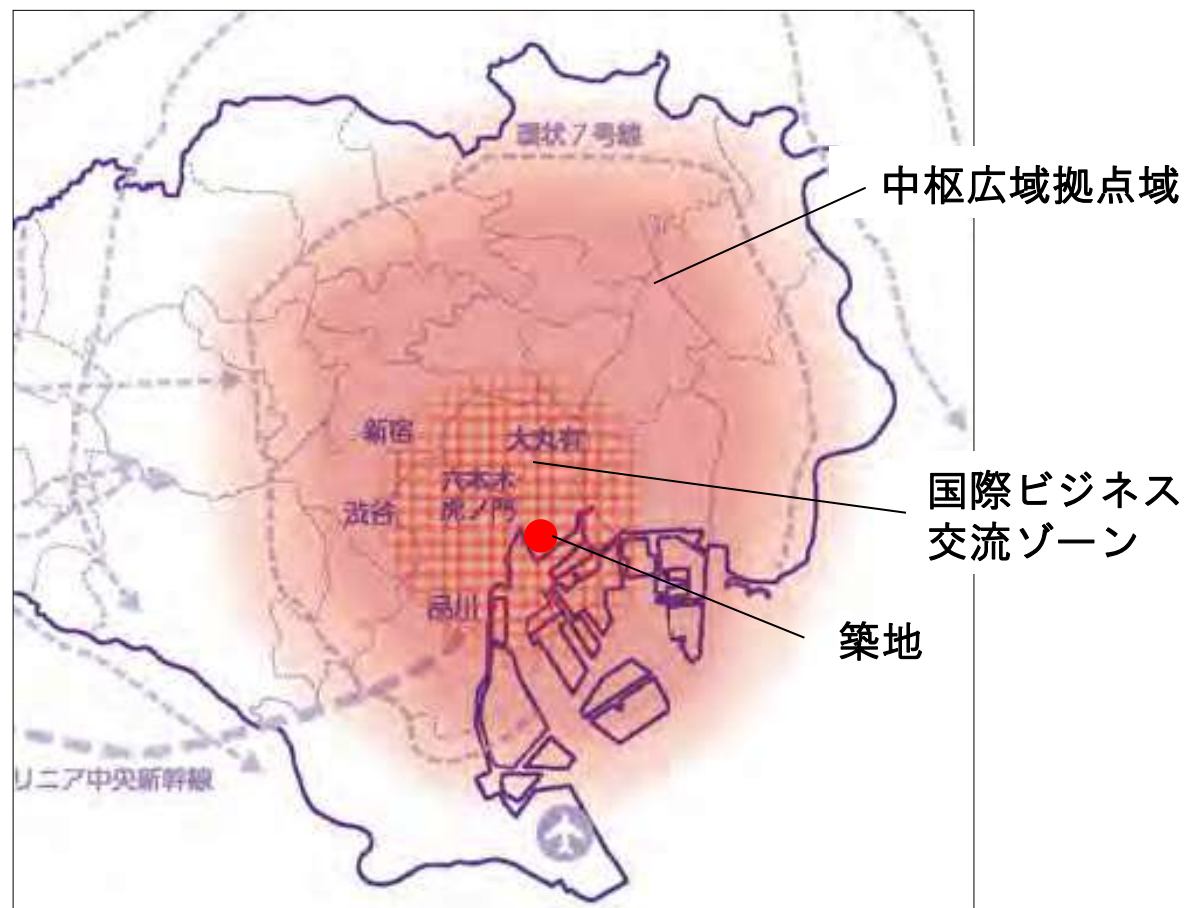 環状7号線
中枢広域拠点域
新宿
大丸有
六本木
虎ノ門
渋谷
国際ビジネス
交流ゾーン
品川
築地
リニア中央新幹線